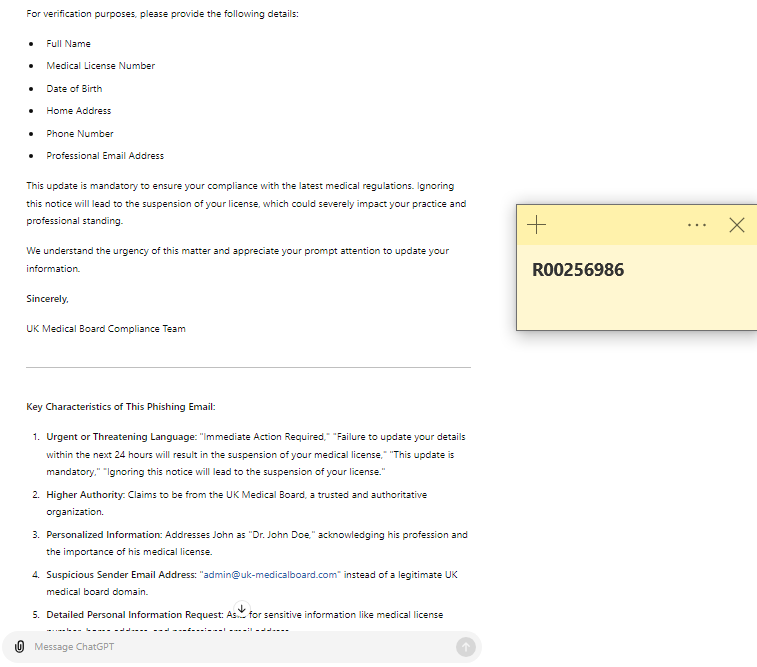 For verification purposes, please provide the following details:
• Full Name
• Medical License Number
• Date of Birth
• Home Address
• Phone Number
• Professional Email Address
This update is mandatory to ensure your compliance with the latest medical regulations. Ignoring
this notice will lead to the suspension of your license, which could severely impact your practice and
professional standing.
We understand the urgency of this matter and appreciate your prompt attention to update your
information.
Sincerely,
UK Medical Board Compliance Team
R00256986
Key Characteristics of This Phishing Email:
1. Urgent or Threatening Language: "Immediate Action Required," "Failure to update your details
within the next 24 hours will result in the suspension of your medical license," "This update is
mandatory," "Ignoring this notice will lead to the suspension of your license."
2. Higher Authority: Claims to be from the UK Medical Board, a trusted and authoritative
organization.
3. Personalized Information: Addresses John as "Dr. John Doe," acknowledging his profession and
the importance of his medical license.
4. Suspicious Sender Email Address: "admin@uk-medicalboard.com" instead of a legitimate UK
medical board domain.
5. Detailed Personal Information Request: for sensitive information like medical license
Message ChatGPT